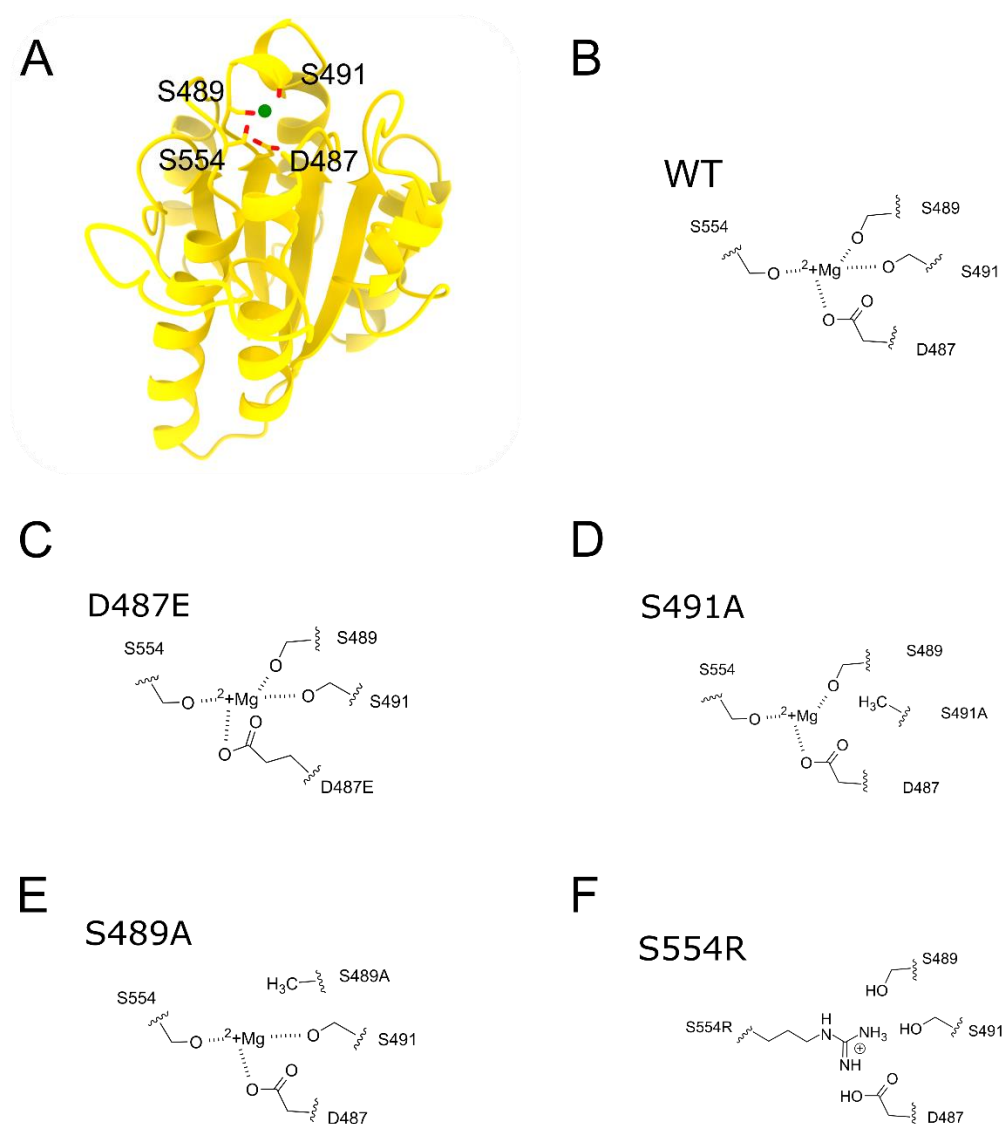 A
S491
S489
S554
D487
B
WT
S489
S554
O
2+Mg
O
S491
O
O
D487
C
D487E
S554
S489
O
O
2+Mg
O
S491
O
O
D487E
D
S491A
S489
S554
O
H3C
O
2+Mg
S491A
O
O
D487
E
S489A
S554
H3C
S489A
O
2+Mg
O
S491
O
O
D487
F
S554R
S489
HO
S554R
H
N
NH3
HO
S491
+
NH
O
HO
D487